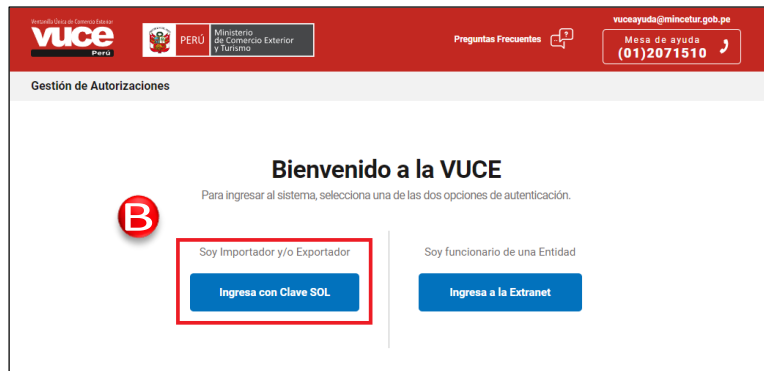 Ventanilla Única de Comercio Exterior
vuce
Perú
PERÚ
Ministerio
de Comercio Exterior
y Turismo
Preguntas Frecuentes
?
vuceayuda@mincetur.gob.pe
Mesa de ayuda
(01)2071510
Gestión de Autorizaciones
Bienvenido a la VUCE
Para ingresar al sistema, selecciona una de las dos opciones de autenticación.
B
Soy Importador y/o Exportador
Ingresa con Clave SOL
Soy funcionario de una Entidad
Ingresa a la Extranet